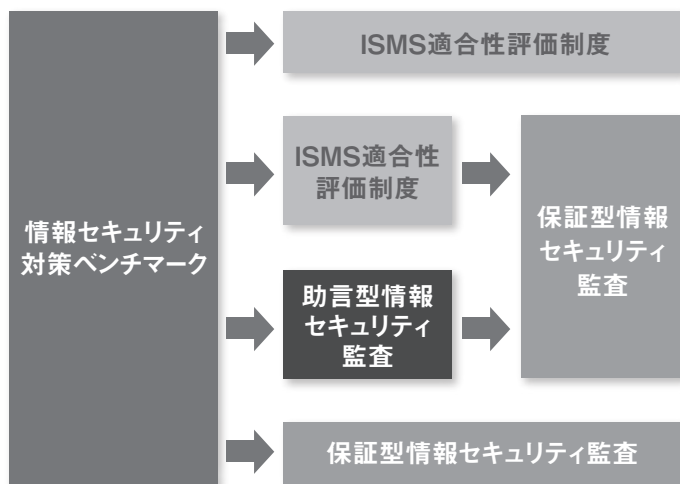 ISMS適合性評価制度
ISMS適合性
評価制度
情報セキュリティ
対策ベンチマーク
保証型情報
セキュリティ
監査
助言型情報
セキュリティ
監査
保証型情報セキュリティ監査